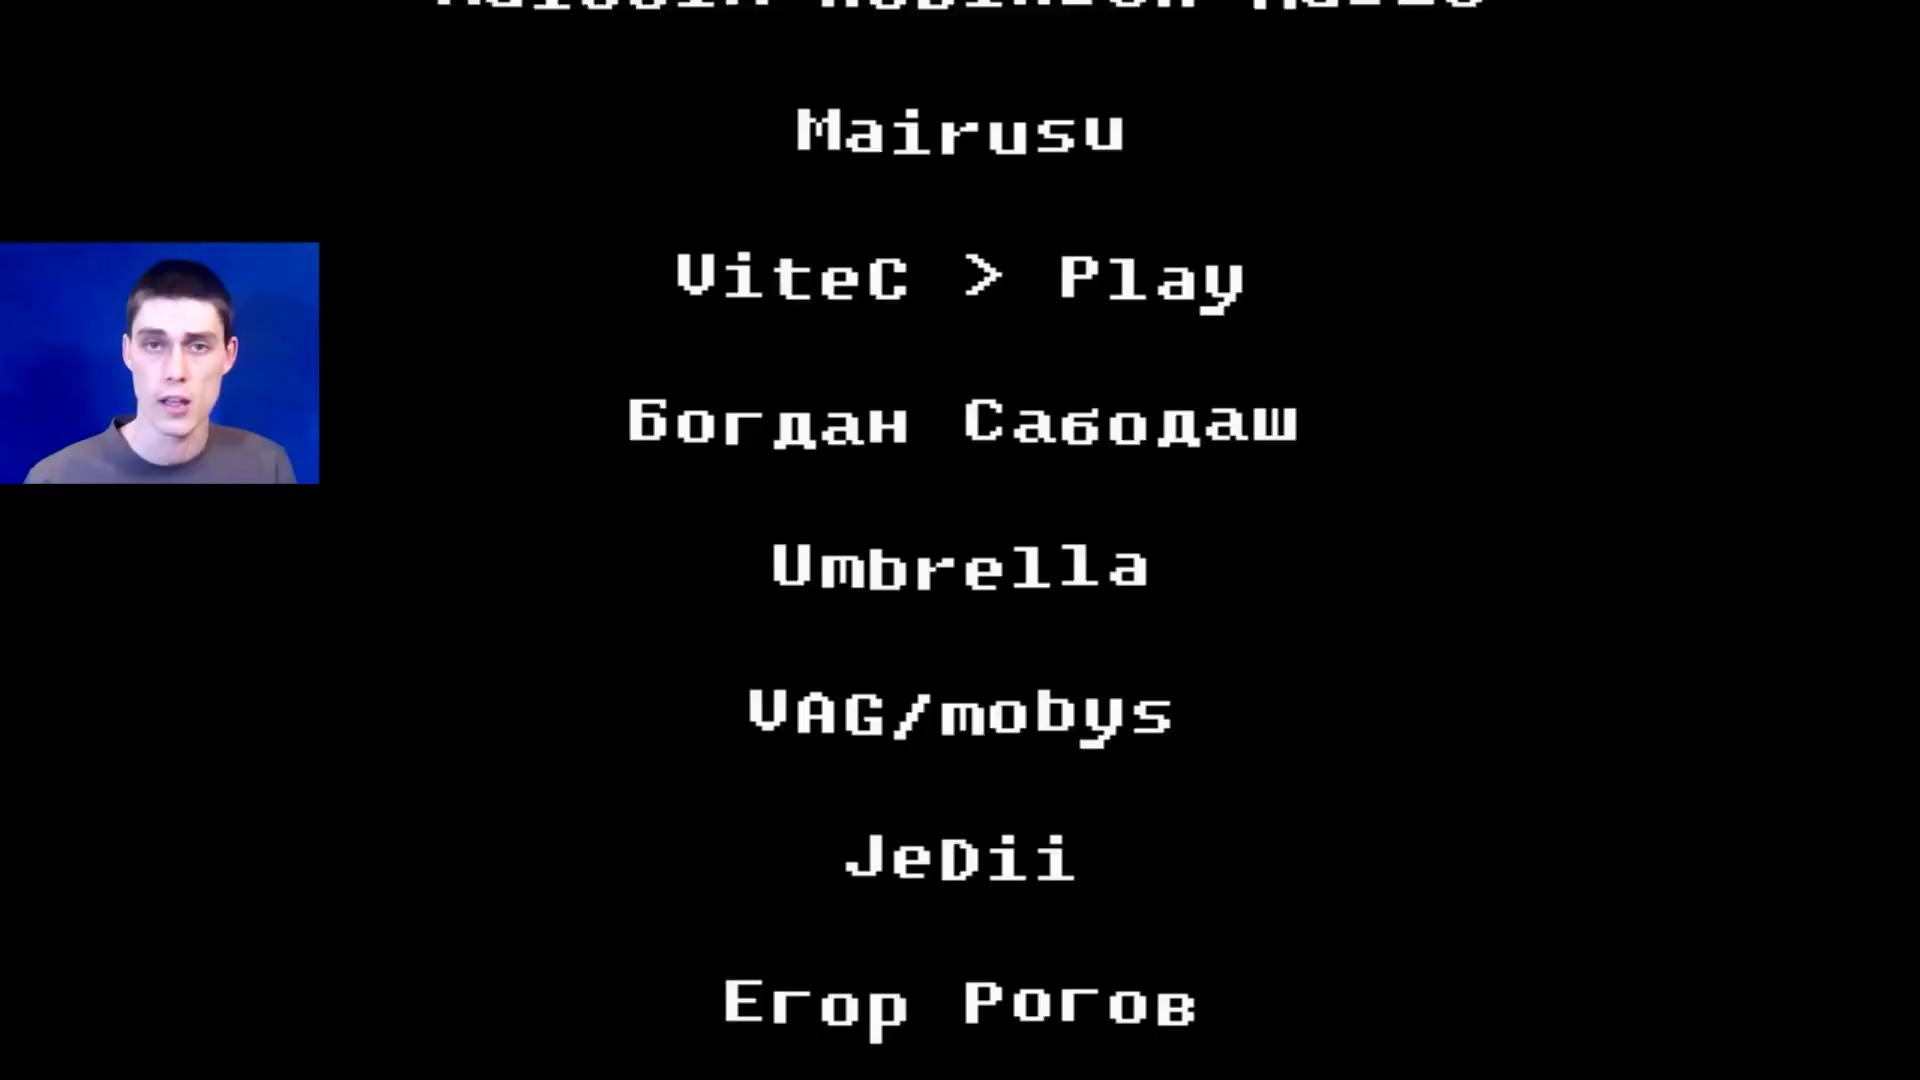 Mairusu
ViteC > Play
Богдан Сабодаш
Umbrella
VAG/mobys
JeDii
Егор Рогов